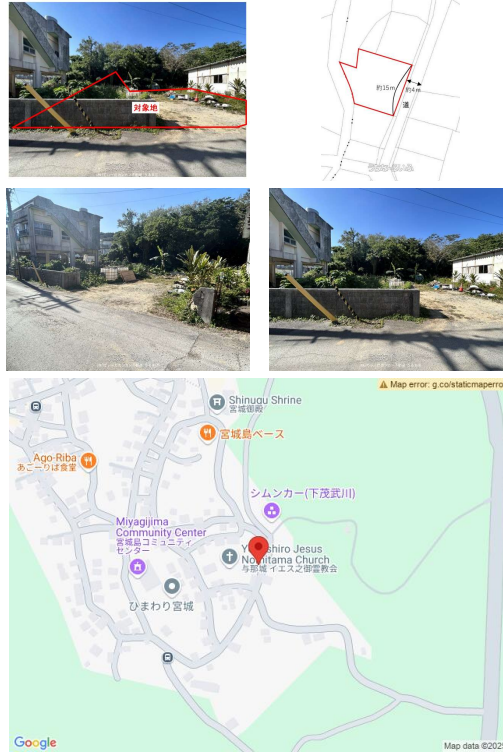 対象地
約15m
約4m
道
Map error: g.co/staticmaperro
Shinugu Shrine
宮城御殿
宮城島ベース
Ago-Riba
あごーりば食堂
シムンカー(下茂武川)
Miyagijima
Community Center
宮城島コミュニティ
センター
Jesus
Church
与那城 イエス之御霊教会
ひまわり宮城
Google
Map data ©202